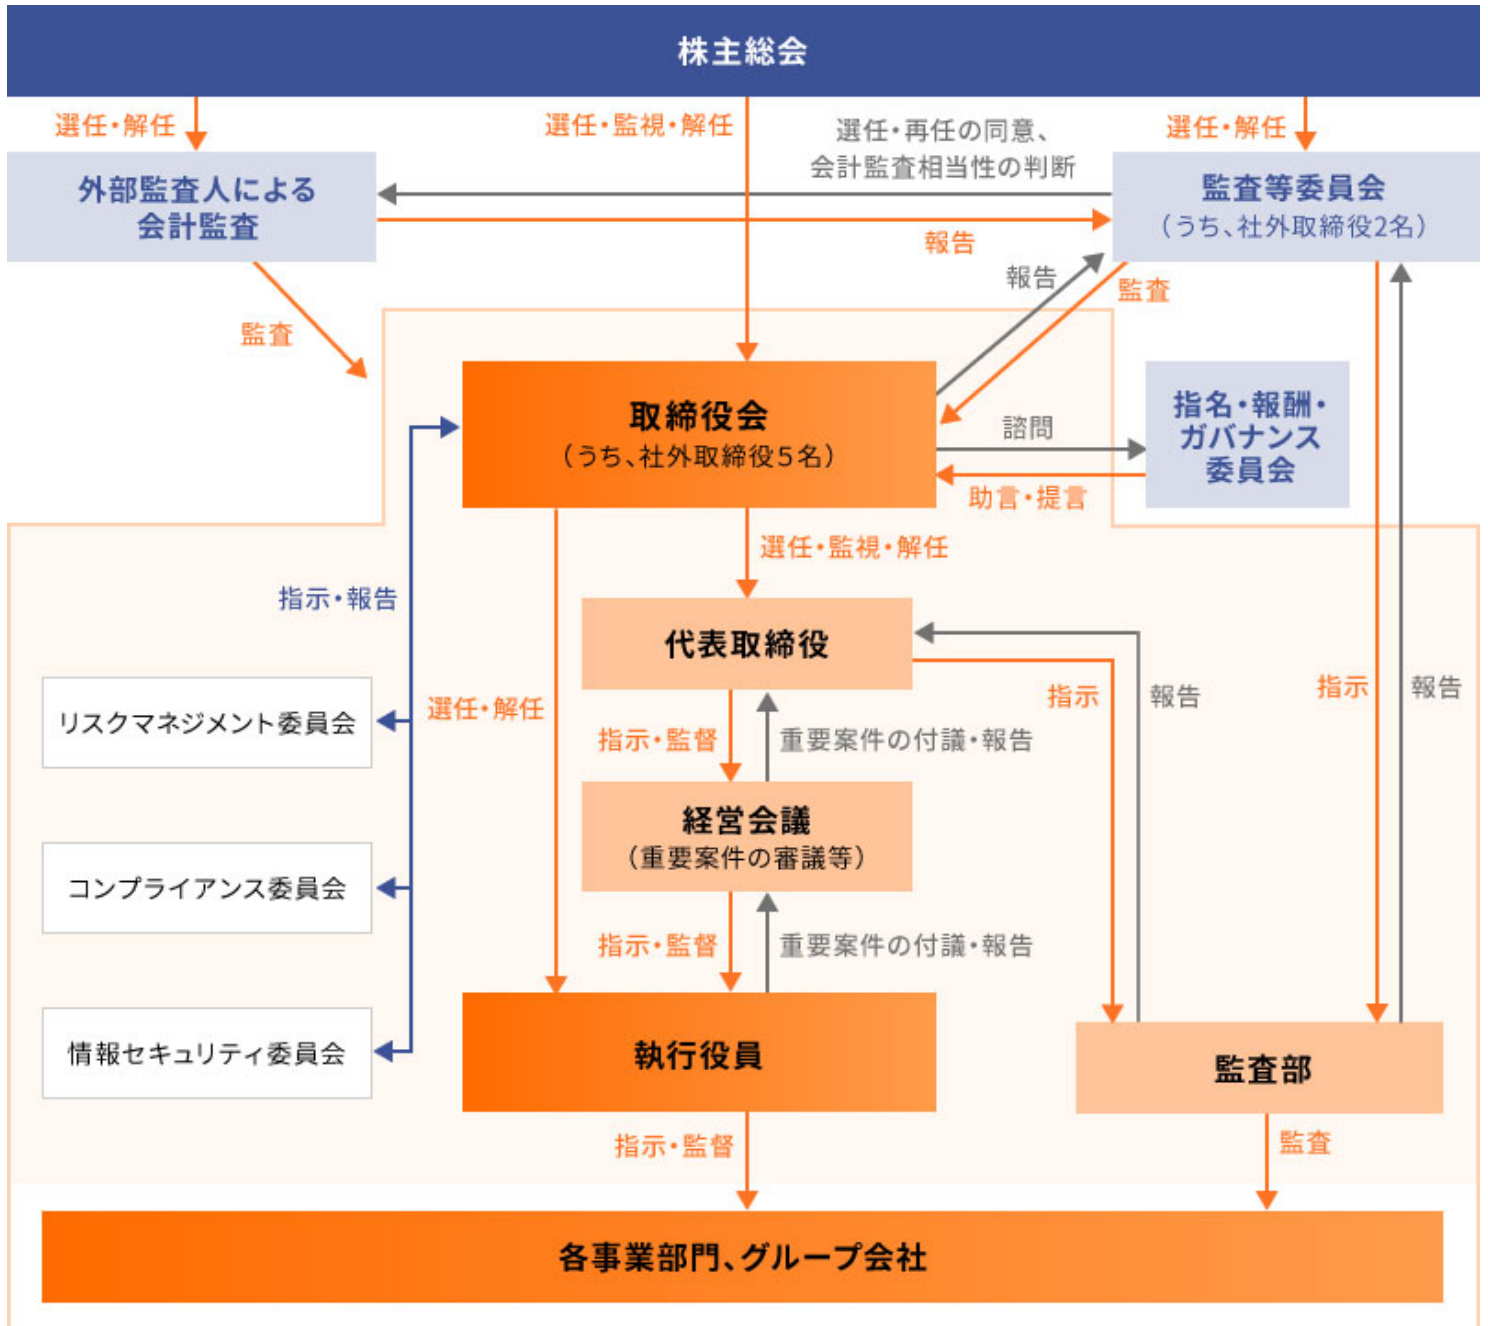 株主総会
選任・解任
選任・監視・解任
選任・再任の同意、
会計監査相当性の判断
選任・解任
外部監査人による
会計監査
監査等委員会
（うち、社外取締役2名）
報告
報告
監査
監査
取締役会
（うち、社外取締役5名）
諮問
助言・提言
指名・報酬・
ガバナンス
委員会
選任・監視・解任
指示・報告
代表取締役
リスクマネジメント委員会
選任・解任
指示・監督
重要案件の付議・報告
指示
報告
指示
報告
経営会議
（重要案件の審議等）
コンプライアンス委員会
指示・監督
重要案件の付議・報告
情報セキュリティ委員会
執行役員
監査部
指示・監督
監査
各事業部門、グループ会社